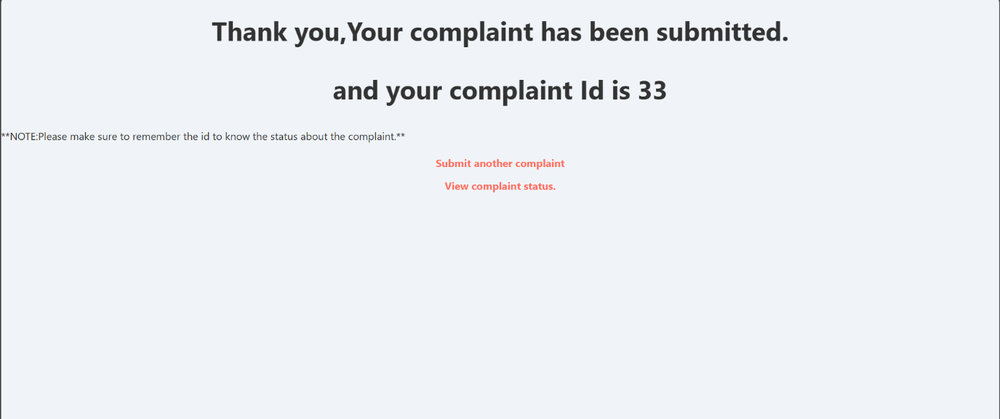 Thank you,Your complaint has been submitted.
and your complaint Id is 33
**NOTE:Please make sure to remember the id to know the status about the complaint.**
Submit another complaint
View complaint status.